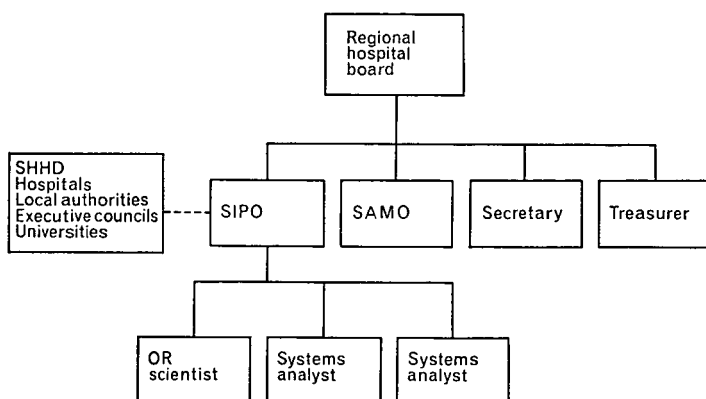 Regional
hospital
board
SHHD
Hospitals
Local authorities
Executive councils
Universities
SIPO
SAMO
Secretary
Treasurer
OR
scientist
Systems
analyst
Systems
analyst